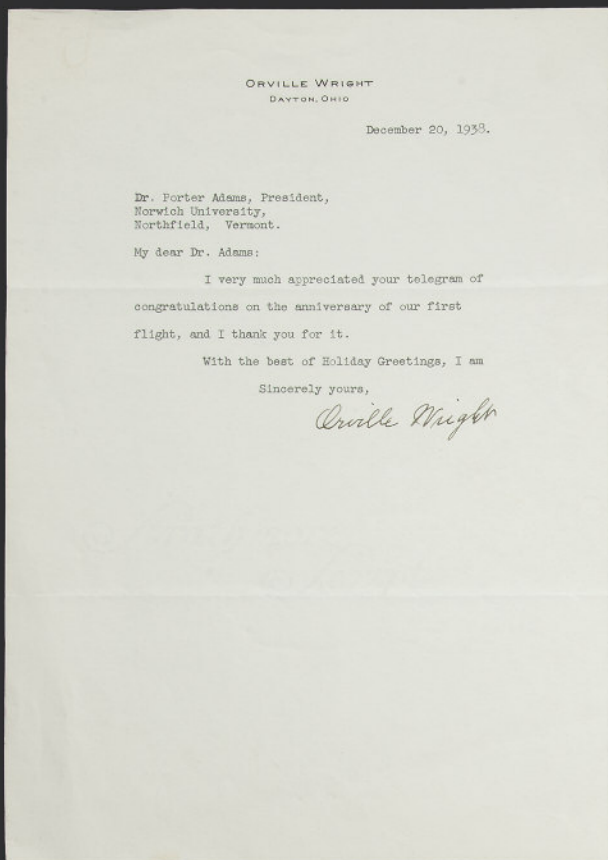 ORVILLE WRIGHT
DAYTON, OHIO
December 20, 1938.
Dr. Porter Adams, President,
Norwich University,
Northfield, Vermont.
My dear Dr. Adams:
I very much appreciated your telegram of
congratulations on the anniversary of our first
flight, and I thank you for it.
With the best of Holiday Greetings, I am
Sincerely yours,
Orville Wright